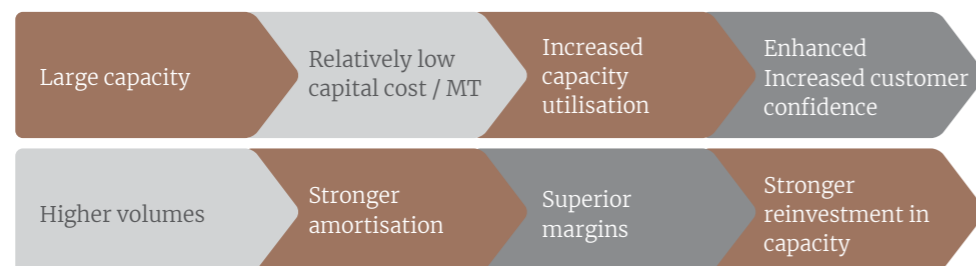 Large capacity
Relatively low
capital cost / MT
Increased
capacity
utilisation
Enhanced
Increased customer
confidence
Higher volumes
Stronger
amortisation
Superior
margins
Stronger
reinvestment in
capacity